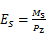 E_S = M_S / P_Z